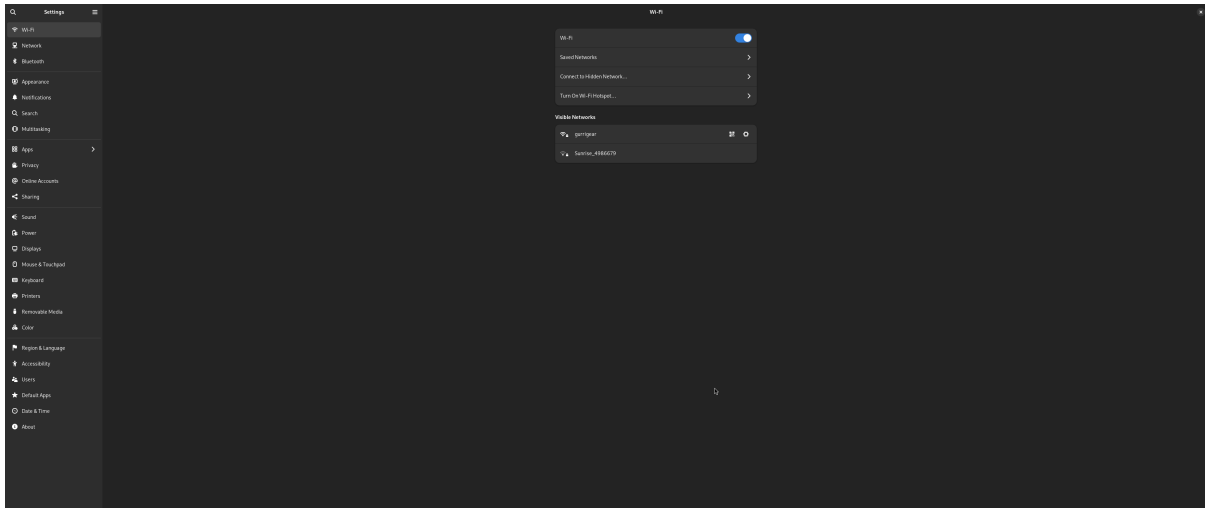 Settings
Wi-Fi
Network
Bluetooth
Appearance
Notifications
Search
Multitasking
Apps
Privacy
Online Accounts
Sharing
Sound
Power
Displays
Mouse & Touchpad
Keyboard
Printers
Removable Media
Color
Region & Language
Accessibility
Users
Default Apps
Date & Time
About
Wi-Fi
Wi-Fi
Saved Networks
Connect to Hidden Network...
Turn On Wi-Fi Hotspot...
Visible Networks
garrigear
Sunrise_4986679